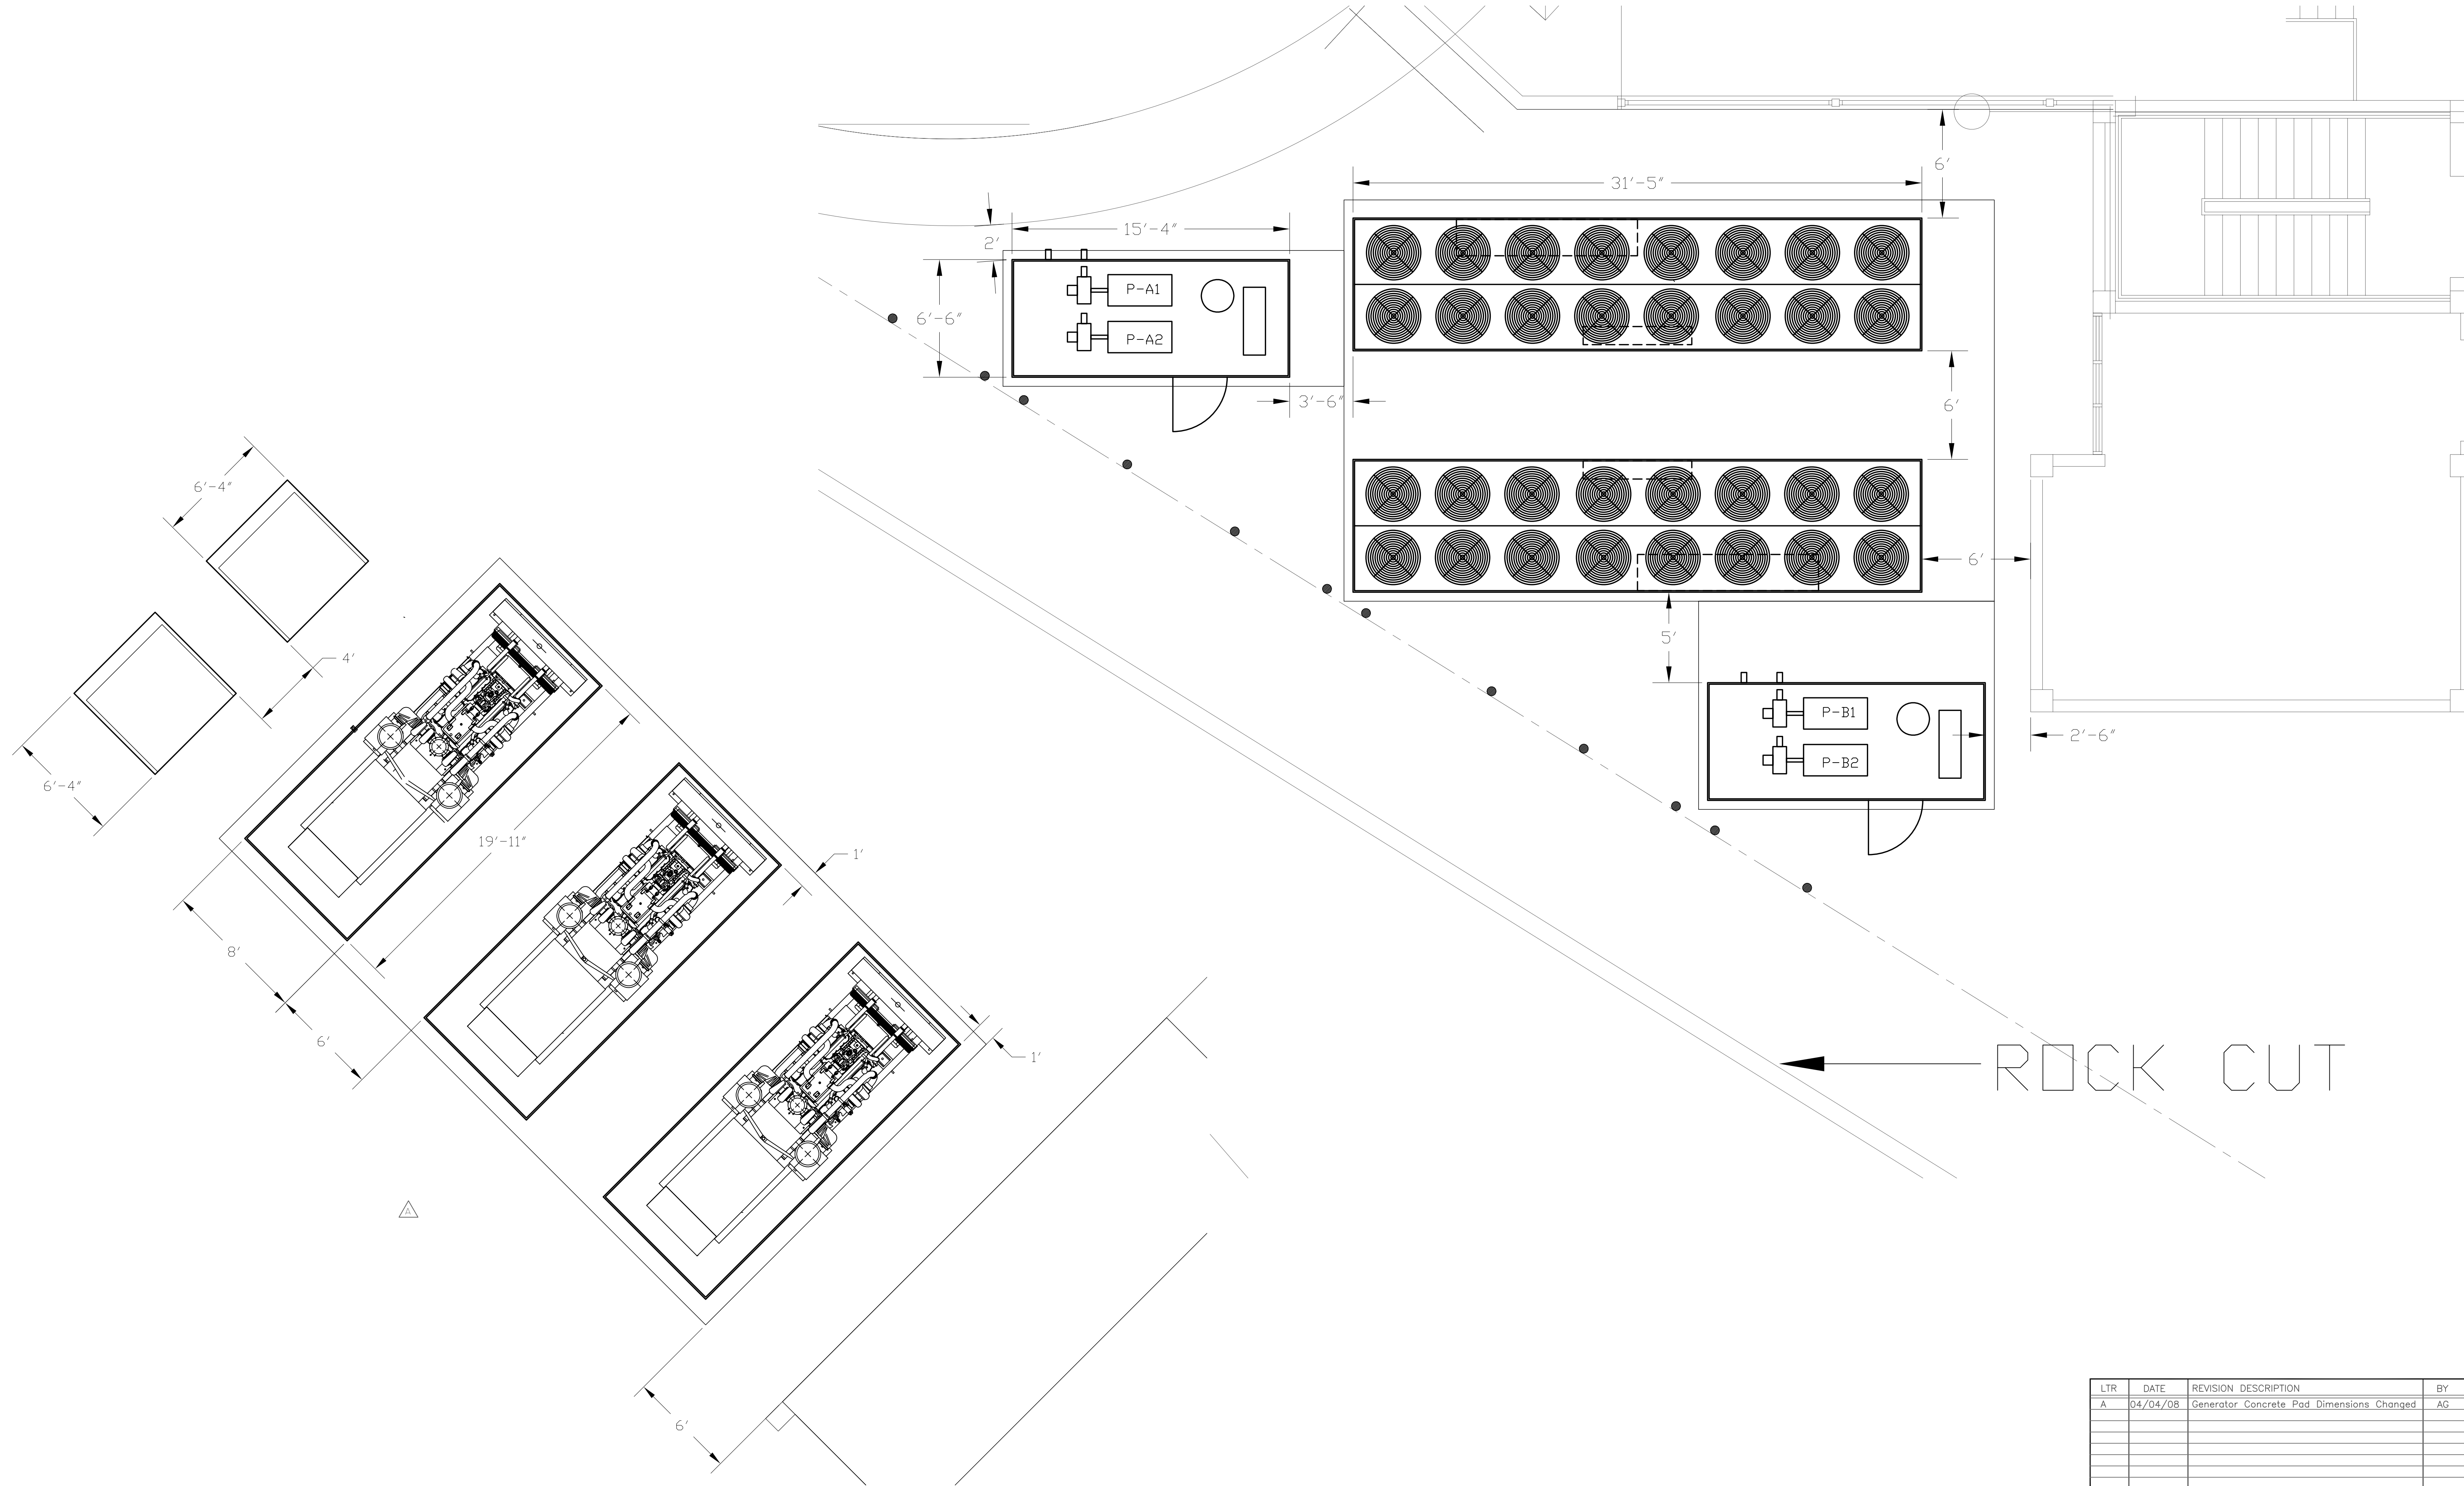 6'
31'-5"
15'-4"
2'
P-A1
6'-6"
P-A2
3'-6"
6'
6'-4"
6'
5'
4'
P-B1
2'-6"
P-B2
6'-4"
19'-11"
1'
8'
6'
1'
ROCK CUT
A
6'
LTR DATE REVISION DESCRIPTION BY
A 04/04/08 Generator Concrete Pad Dimensions Changed AG